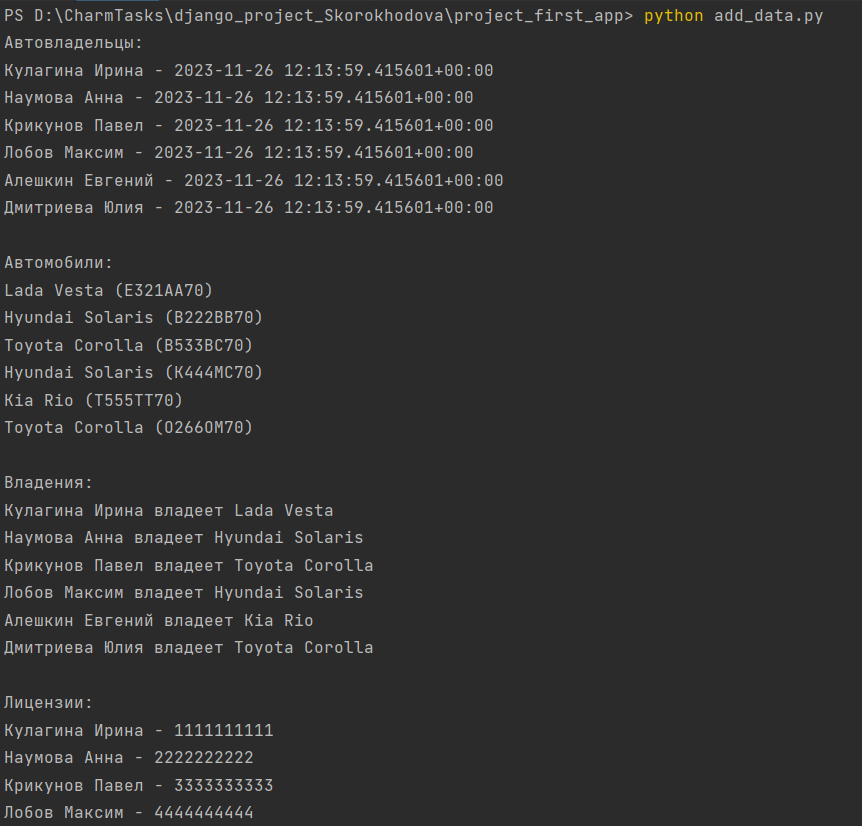 PS D:\CharmTasks\django_project_Skorokhodova\project_first_app> python add_data.py
Автовладельцы:
Кулагина Ирина - 2023-11-26 12:13:59.415601+00:00
Наумова Анна - 2023-11-26 12:13:59.415601+00:00
Крикунов Павел - 2023-11-26 12:13:59.415601+00:00
Лобов Максим - 2023-11-26 12:13:59.415601+00:00
Алешкин Евгений - 2023-11-26 12:13:59.415601+00:00
Дмитриева Юлия - 2023-11-26 12:13:59.415601+00:00
Автомобили:
Lada Vesta (E321AA70)
Hyundai Solaris (B222BB70)
Toyota Corolla (B533BC70)
Hyundai Solaris (K444MC70)
Kia Rio (T555TT70)
Toyota Corolla (O266OM70)
Владения:
Кулагина Ирина владеет Lada Vesta
Наумова Анна владеет Hyundai Solaris
Крикунов Павел владеет Toyota Corolla
Лобов Максим владеет Hyundai Solaris
Алешкин Евгений владеет Kia Rio
Дмитриева Юлия владеет Toyota Corolla
Лицензии:
Кулагина Ирина - 1111111111
Наумова Анна - 2222222222
Крикунов Павел - 3333333333
Лобов Максим - 4444444444